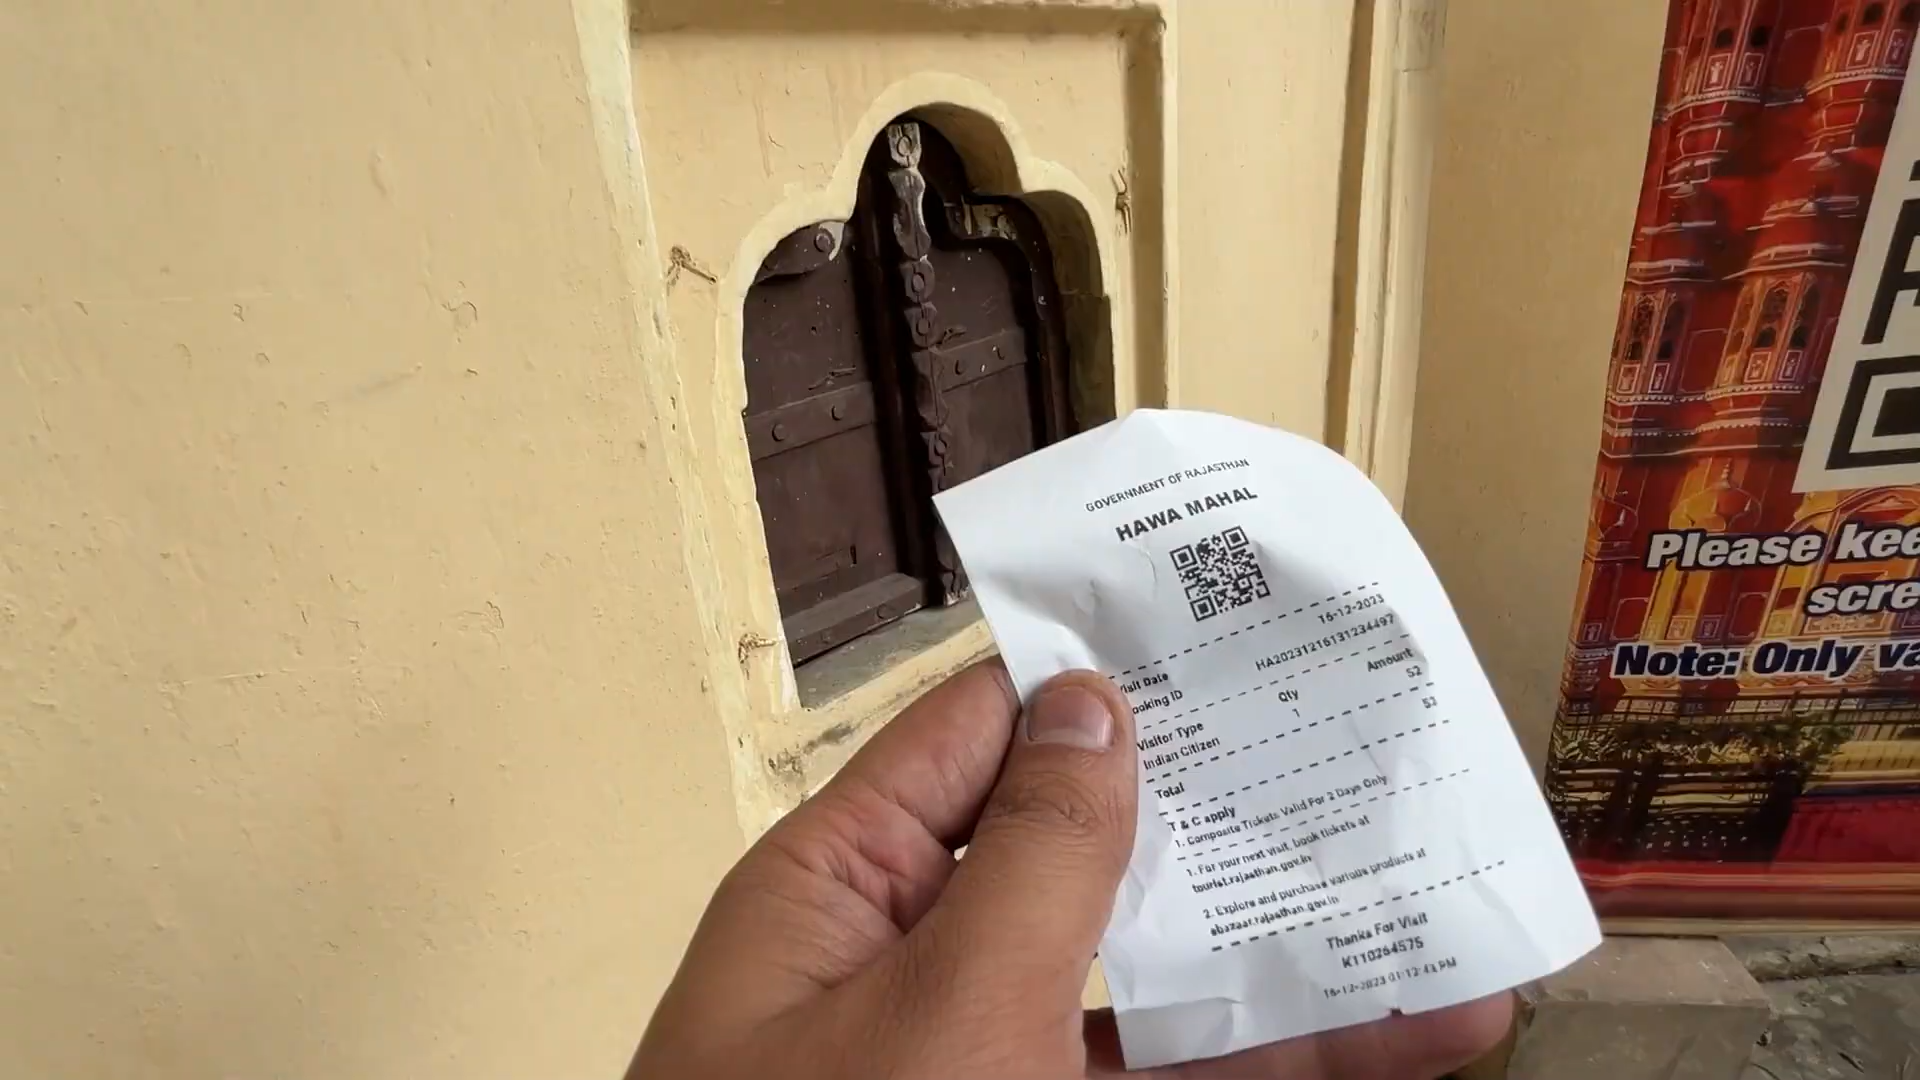 GOVERNMENT OF RAJASTHAN
HAWA MAHAL
isit Date 16-12-2023
ooking ID HA20231216131234497
Visitor Type Qty Amount
Indian Citizen 1 52
Total 52
T & C apply
1. Composite Tickets Valid For 2 Days Only
1. For your next visit, book tickets at
tourist.rajasthan.gov.in
2. Explore and purchase various products at
ebazaar.rajasthan.gov.in
Thanks For Visit
K110264575
16-12-2023 01:12:43 PM
Please kee
scre
Note: Only va